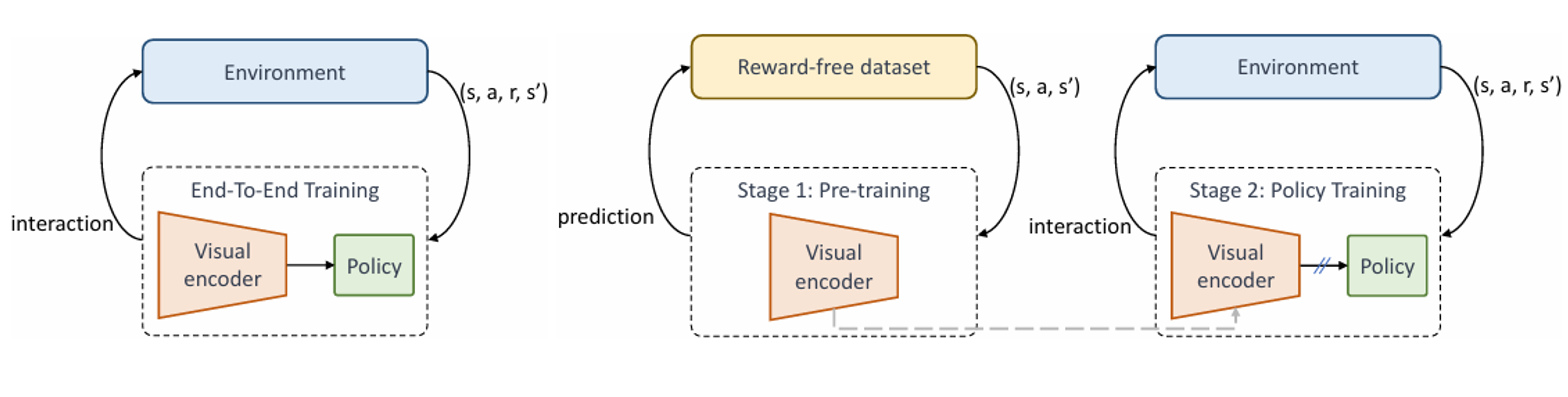 Environment
(s, a, r, s’)
End-To-End Training
interaction
Visual
encoder
Policy
Reward-free dataset
(s, a, s’)
Stage 1: Pre-training
prediction
Visual
encoder
Environment
(s, a, r, s’)
Stage 2: Policy Training
interaction
Visual
encoder
Policy